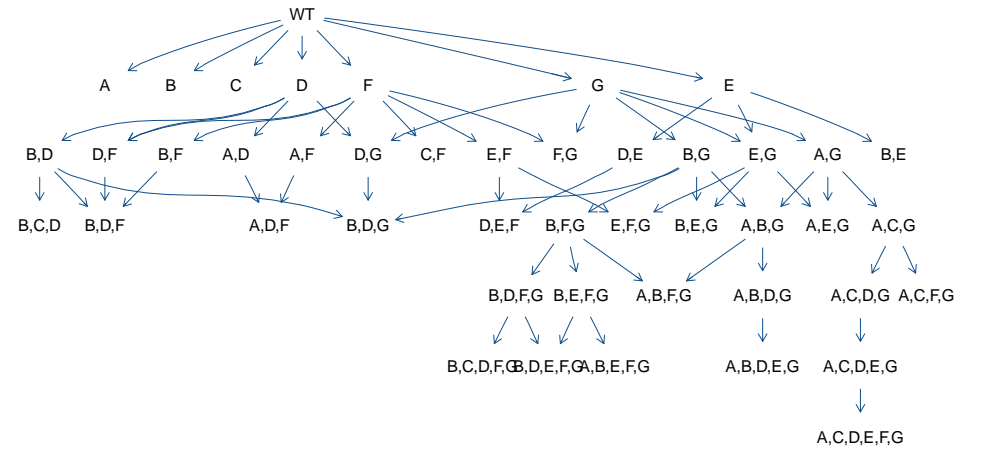 WT
A B C D F G E
B,D D,F B,F A,D A,F D,G C,F E,F F,G D,E B,G E,G A,G B,E
B,C,D B,D,F A,D,F B,D,G D,E,F B,F,G E,F,G B,E,G A,B,G A,E,G A,C,G
B,D,F,G B,E,F,G A,B,F,G A,B,D,G A,C,D,G A,C,F,G
B,C,D,F,G B,D,E,F,G A,B,E,F,G A,B,D,E,G A,C,D,E,G
A,C,D,E,F,G